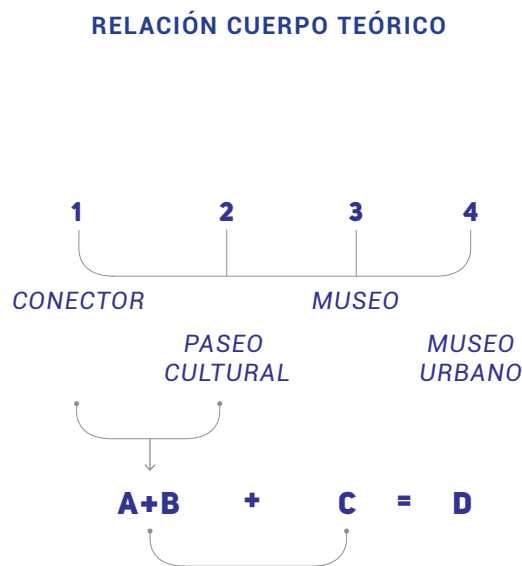 RELACIÓN CUERPO TEÓRICO
1 2 3 4
CONECTOR MUSEO
PASEO MUSEO
CULTURAL URBANO
A+B + C = D